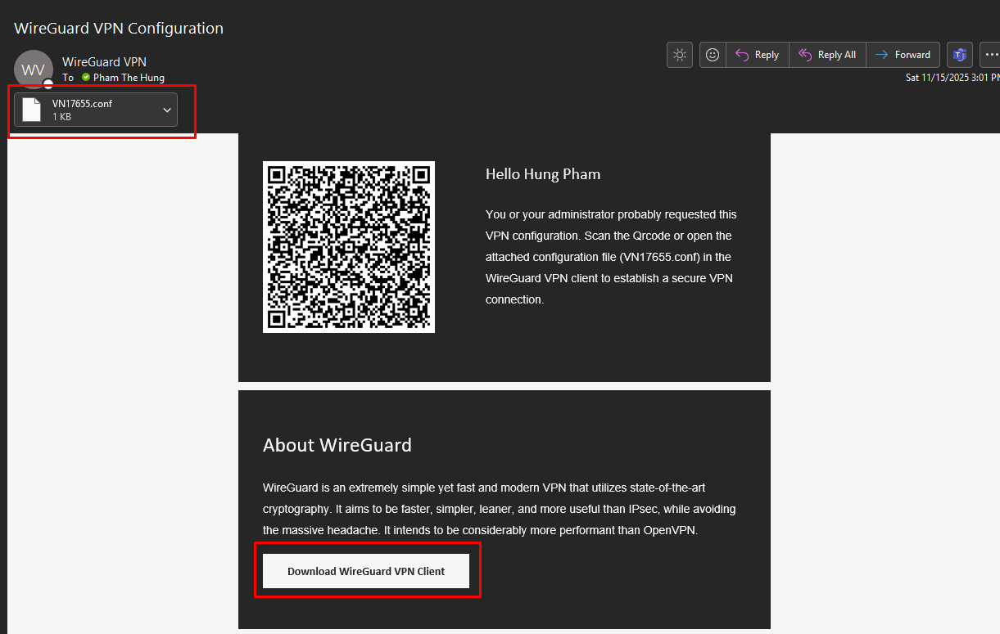 WireGuard VPN Configuration
WV
WireGuard VPN
To Pham The Hung
Reply
Reply All
Forward
Sat 11/15/2025 3:01 PM
VN17655.conf
1 KB
Hello Hung Pham
You or your administrator probably requested this
VPN configuration. Scan the Qrcode or open the
attached configuration file (VN17655.conf) in the
WireGuard VPN client to establish a secure VPN
connection.
About WireGuard
WireGuard is an extremely simple yet fast and modern VPN that utilizes state-of-the-art
cryptography. It aims to be faster, simpler, leaner, and more useful than IPsec, while avoiding
the massive headache. It intends to be considerably more performant than OpenVPN.
Download WireGuard VPN Client